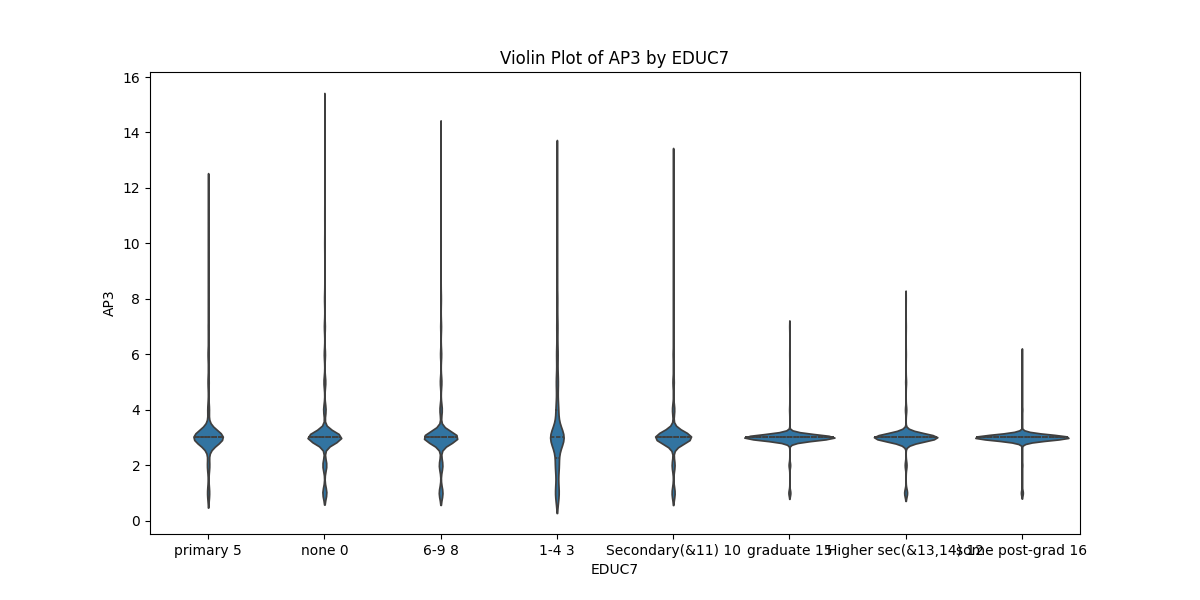 Violin Plot of AP3 by EDUC7
16
14
12
10
8
6
4
2
0
AP3
primary 5
none 0
6-9 8
1-4 3
Secondary(&11) 10
graduate 15
Higher sec(&13,14) 12
some post-grad 16
EDUC7